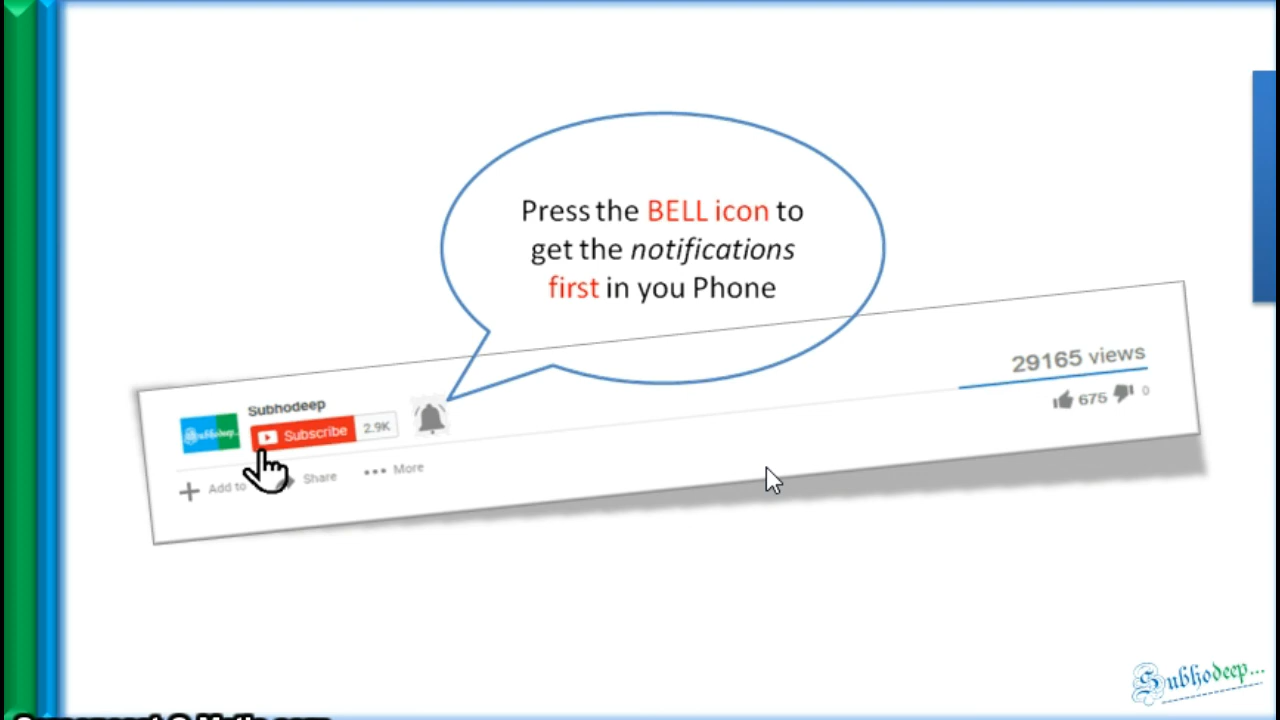 Press the BELL icon to
get the notifications
first in you Phone
29165 views
Subhodeep
Subscribe 2.9K
675 0
Add to Share More
Subhodeep...